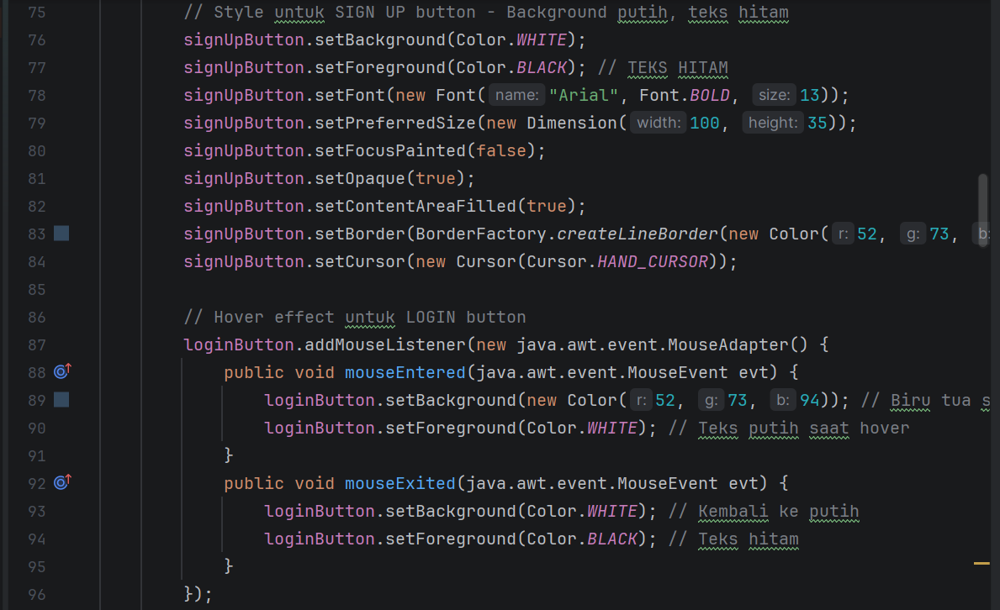 75 // Style untuk SIGN UP button - Background putih, teks hitam
76 signUpButton.setBackground(Color.WHITE);
77 signUpButton.setForeground(Color.BLACK); // TEKS HITAM
78 signUpButton.setFont(new Font( name: "Arial", Font.BOLD, size: 13));
79 signUpButton.setPreferredSize(new Dimension( width: 100, height: 35));
80 signUpButton.setFocusPainted(false);
81 signUpButton.setOpaque(true);
82 signUpButton.setContentAreaFilled(true);
83 signUpButton.setBorder(BorderFactory.createLineBorder(new Color( r: 52, g: 73, b:
84 signUpButton.setCursor(new Cursor(Cursor.HAND_CURSOR));
85
86 // Hover effect untuk LOGIN button
87 loginButton.addMouseListener(new java.awt.event.MouseAdapter() {
88 public void mouseEntered(java.awt.event.MouseEvent evt) {
89 loginButton.setBackground(new Color( r: 52, g: 73, b: 94)); // Biru tua s
90 loginButton.setForeground(Color.WHITE); // Teks putih saat hover
91 }
92 public void mouseExited(java.awt.event.MouseEvent evt) {
93 loginButton.setBackground(Color.WHITE); // Kembali ke putih
94 loginButton.setForeground(Color.BLACK); // Teks hitam
95 }
96 });